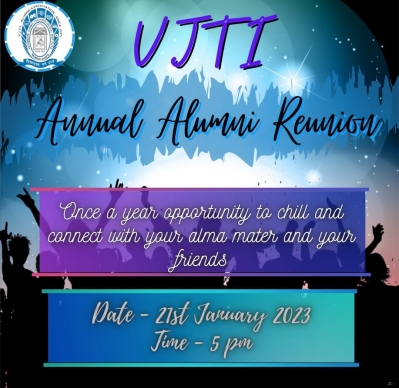 VJTI
Annual Alumni Reunion
Once a year opportunity to chill and
connect with your alma mater and your
friends
Date - 21st January 2023
Time - 5 pm